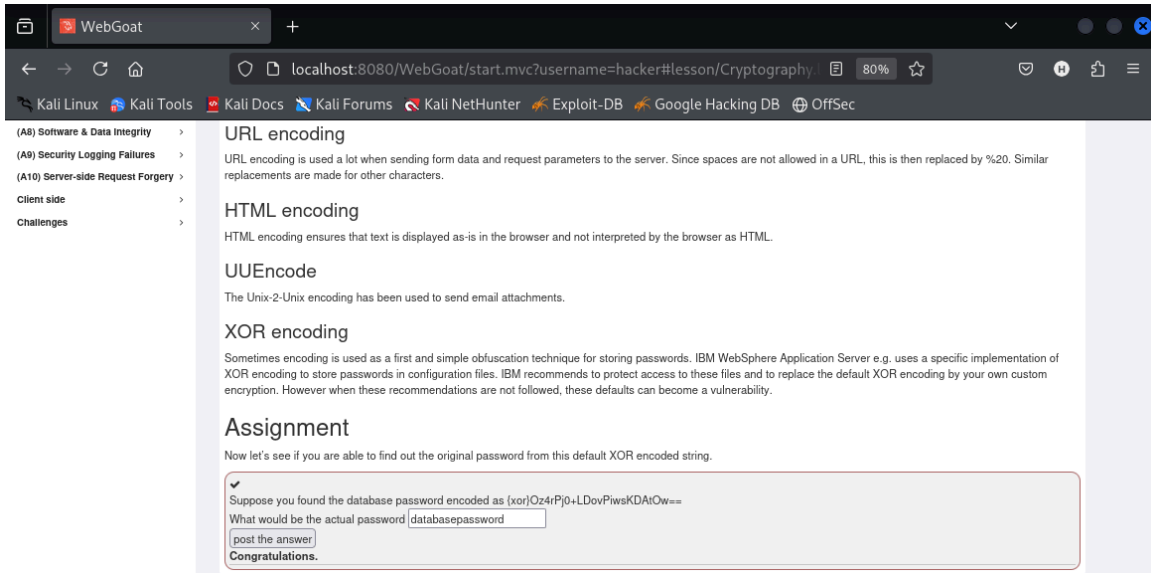 WebGoat
localhost:8080/WebGoat/start.mvc?username=hacker#lesson/Cryptography.
80%
H
Kali Linux Kali Tools Kali Docs Kali Forums Kali NetHunter Exploit-DB Google Hacking DB OffSec
(A8) Software & Data Integrity
(A9) Security Logging Failures
(A10) Server-side Request Forgery
Client side
Challenges
URL encoding
URL encoding is used a lot when sending form data and request parameters to the server. Since spaces are not allowed in a URL, this is then replaced by %20. Similar
replacements are made for other characters.
HTML encoding
HTML encoding ensures that text is displayed as-is in the browser and not interpreted by the browser as HTML.
UUEncode
The Unix-2-Unix encoding has been used to send email attachments.
XOR encoding
Sometimes encoding is used as a first and simple obfuscation technique for storing passwords. IBM WebSphere Application Server e.g. uses a specific implementation of
XOR encoding to store passwords in configuration files. IBM recommends to protect access to these files and to replace the default XOR encoding by your own custom
encryption. However when these recommendations are not followed, these defaults can become a vulnerability.
Assignment
Now let's see if you are able to find out the original password from this default XOR encoded string.
Suppose you found the database password encoded as {xor}Oz4rPj0+LDovPiwsKDAtOw==
What would be the actual password databasepassword
post the answer
Congratulations.